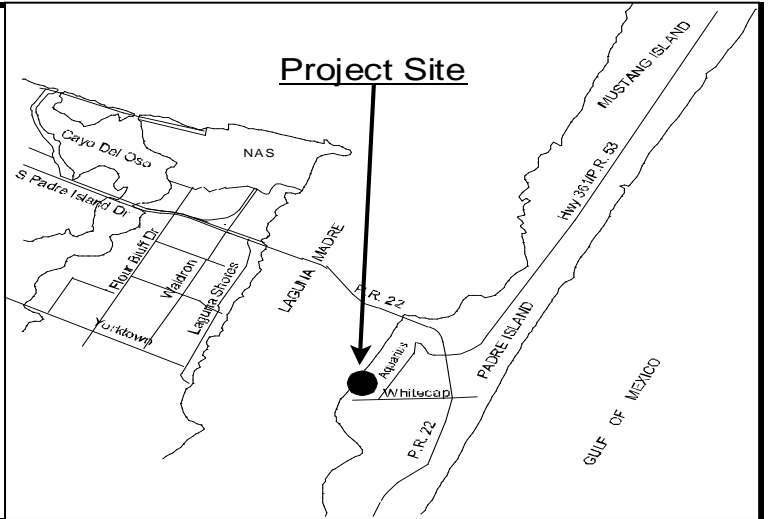 Project Site
MUSTANG ISLAND
Cayo Del Oso
NAS
Hwy 361/P.R. 53
S Padre Island Dr
Flour Bluff Dr
Waldron
Laguna Shores
LAGUNA MADRE
P.R. 22
Yorktown
Aquarius
PADRE ISLAND
Whitecap
P.R. 22
GULF OF MEXICO